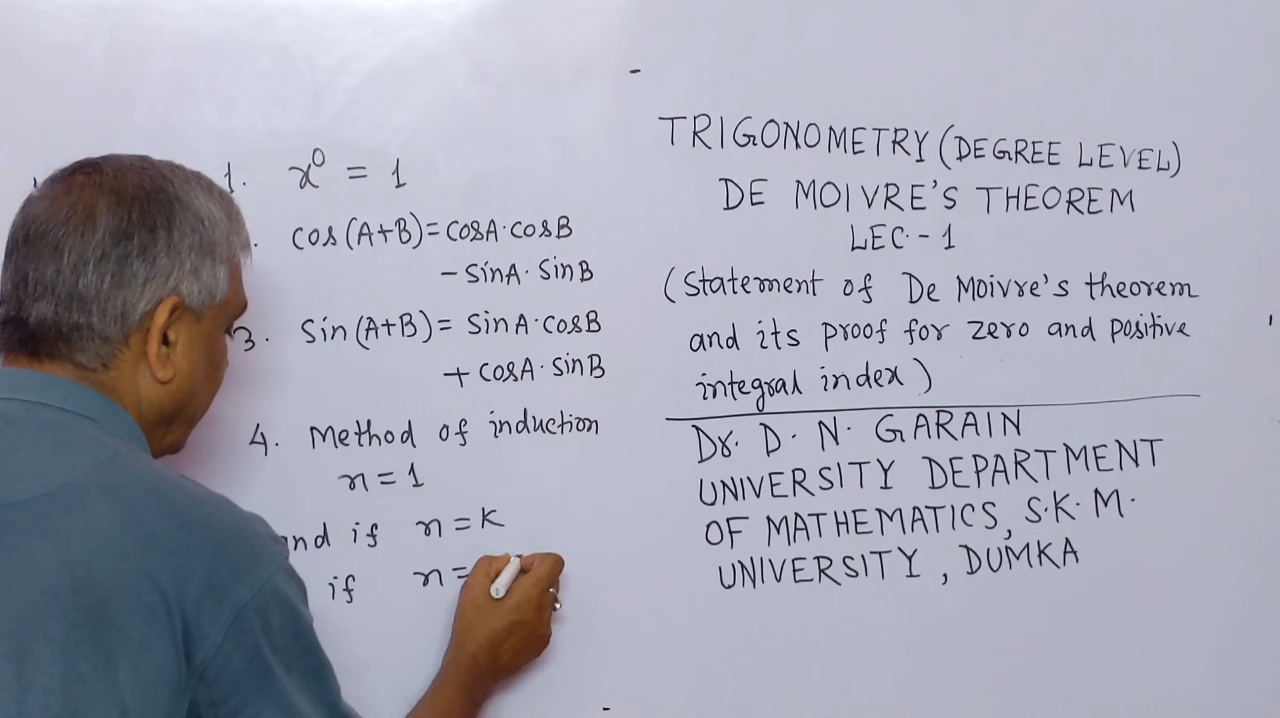 1. x⁰ = 1
. cos(A+B)=cosA·cosB
-sinA·sinB
3. sin(A+B)= sinA·cosB
+ cosA·sinB
4. Method of induction
n=1
nd if n=K
if n=
TRIGONOMETRY (DEGREE LEVEL)
DE MOIVRE'S THEOREM
LEC-1
(Statement of De Moivre's theorem
and its proof for zero and positive
integral index)
Dr. D. N. GARAIN
UNIVERSITY DEPARTMENT
OF MATHEMATICS, S.K.M.
UNIVERSITY, DUMKA